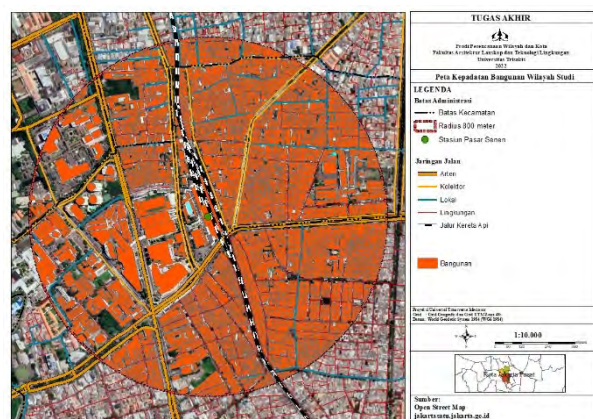 TUGAS AKHIR
Prodi Perencanaan Wilayah dan Kota
Fakultas Arsitektur Lanskap dan Teknologi Lingkungan
Universitas Trisakti
2022
Peta Kepadatan Bangunan Wilayah Studi
LEGENDA
Batas Administrasi
Batas Kecamatan
Radius 800 meter
Stasiun Pasar Senen
Jaringan Jalan
Arteri
Kolektor
Lokal
Lingkungan
Jalur Kereta Api
Bangunan
1:10.000
Sumber:
Open Street Map
jakartasatu.jakarta.go.id